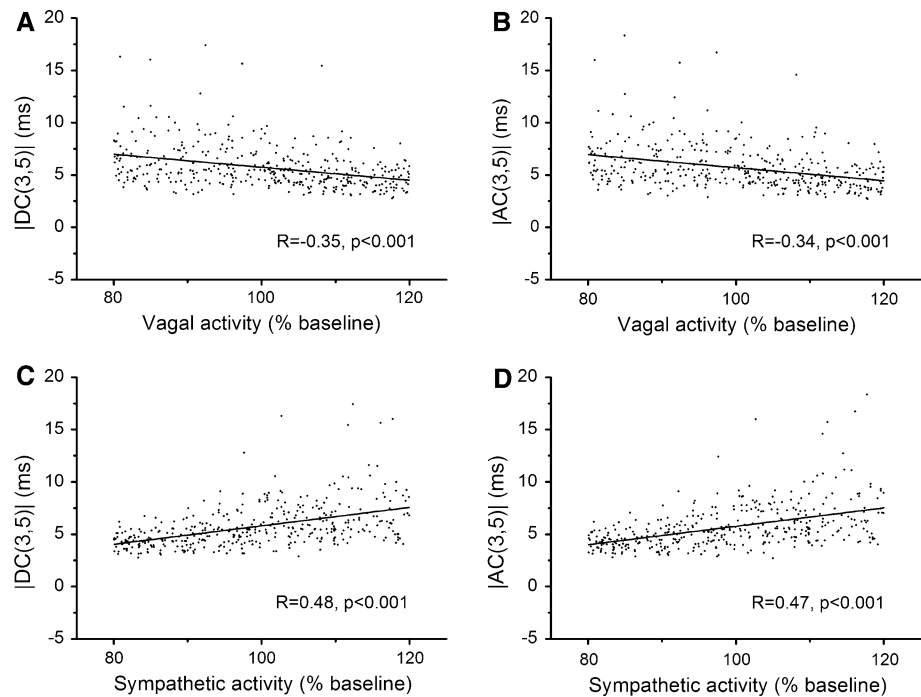 A
20
15
10
5
0
-5
|DC(3,5)| (ms)
R=-0.35, p<0.001
80
100
120
Vagal activity (% baseline)
B
20
15
10
5
0
-5
|AC(3,5)| (ms)
R=-0.34, p<0.001
80
100
120
Vagal activity (% baseline)
C
20
15
10
5
0
-5
|DC(3,5)| (ms)
R=0.48, p<0.001
80
100
120
Sympathetic activity (% baseline)
D
20
15
10
5
0
-5
|AC(3,5)| (ms)
R=0.47, p<0.001
80
100
120
Sympathetic activity (% baseline)